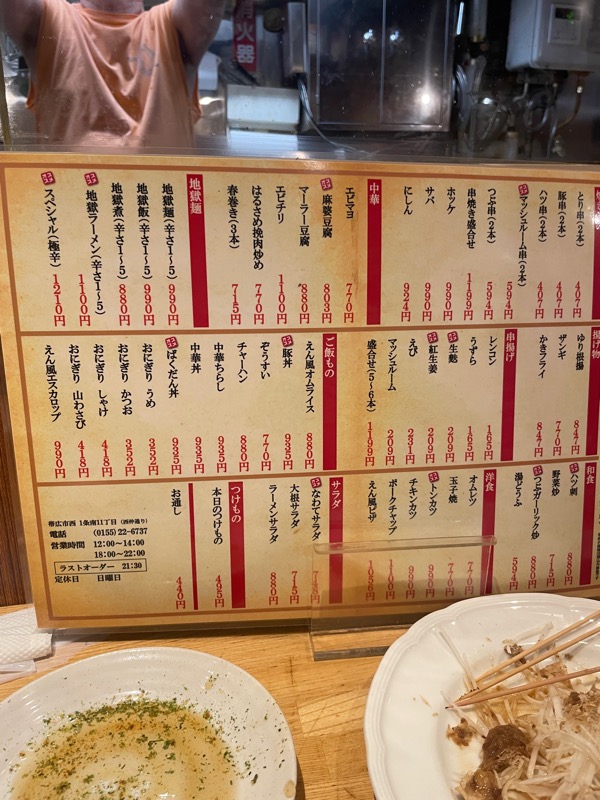 消火器
とり串（2本） 407円
豚串（2本） 407円
ハツ串（2本） 407円
マッシュルーム串（2本） 594円
つぶ串（2本） 594円
串焼き盛合せ 1199円
ホッケ 990円
サバ 990円
にしん 924円
中華
エビマヨ 770円
麻婆豆腐 803円
マーラー豆腐 880円
エビチリ 1100円
はるさめ挽肉炒め 770円
春巻き（3本） 715円
地獄麺
地獄麺（辛さ1〜5） 990円
地獄飯（辛さ1〜5） 990円
地獄煮（辛さ1〜5） 880円
地獄ラーメン（辛さ1〜5） 1100円
スペシャル（極辛） 1210円
揚げ物
ゆり根揚 847円
ザンギ 770円
かきフライ 847円
串揚げ
レンコン 165円
うずら 165円
生麩 209円
紅生姜 209円
えび 231円
マッシュルーム 209円
盛合せ（5〜6本） 1199円
ご飯もの
えん風オムライス 880円
豚丼 935円
ぞうすい 770円
チャーハン 880円
中華ちらし 935円
中華丼 935円
ばくだん丼 935円
おにぎり うめ 352円
おにぎり かつお 352円
おにぎり しゃけ 418円
おにぎり 山わさび 418円
えん風エスカロップ 990円
和食
ハツ刺 880円
野菜炒 715円
つぶガーリック炒 880円
湯どうふ 594円
洋食
オムレツ 770円
玉子焼 770円
トンカツ
チキンカツ
ポークチャップ
えん風ピザ
サラダ
なわてサラダ
大根サラダ 715円
ラーメンサラダ 880円
つけもの
本日のつけもの 495円
お通し 440円
帯広市西1条南11丁目（西仲通り）
電話 （0155）22-6737
営業時間 12:00〜14:00
18:00〜22:00
ラストオーダー 21:30
定休日 日曜日